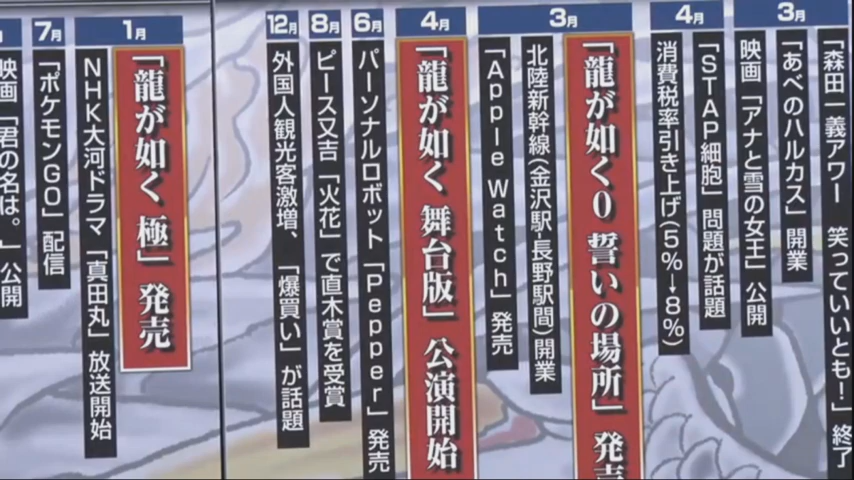 3月
森田一義アワー 笑っていいとも!」終了
「あべのハルカス」開業
映画「アナと雪の女王」公開
4月
「STAP細胞」問題が話題
消費税率引き上げ(5%→8%)
3月
「龍が如く0 誓いの場所」発売
北陸新幹線(金沢駅-長野駅間)開業
「Apple Watch」発売
4月
「龍が如く 舞台版」公演開始
6月
パーソナルロボット「Pepper」発売
8月
ピース又吉「火花」で直木賞を受賞
12月
外国人観光客激増、「爆買い」が話題
1月
「龍が如く 極」発売
NHK大河ドラマ「真田丸」放送開始
7月
「ポケモンGO」配信
映画「君の名は。」公開